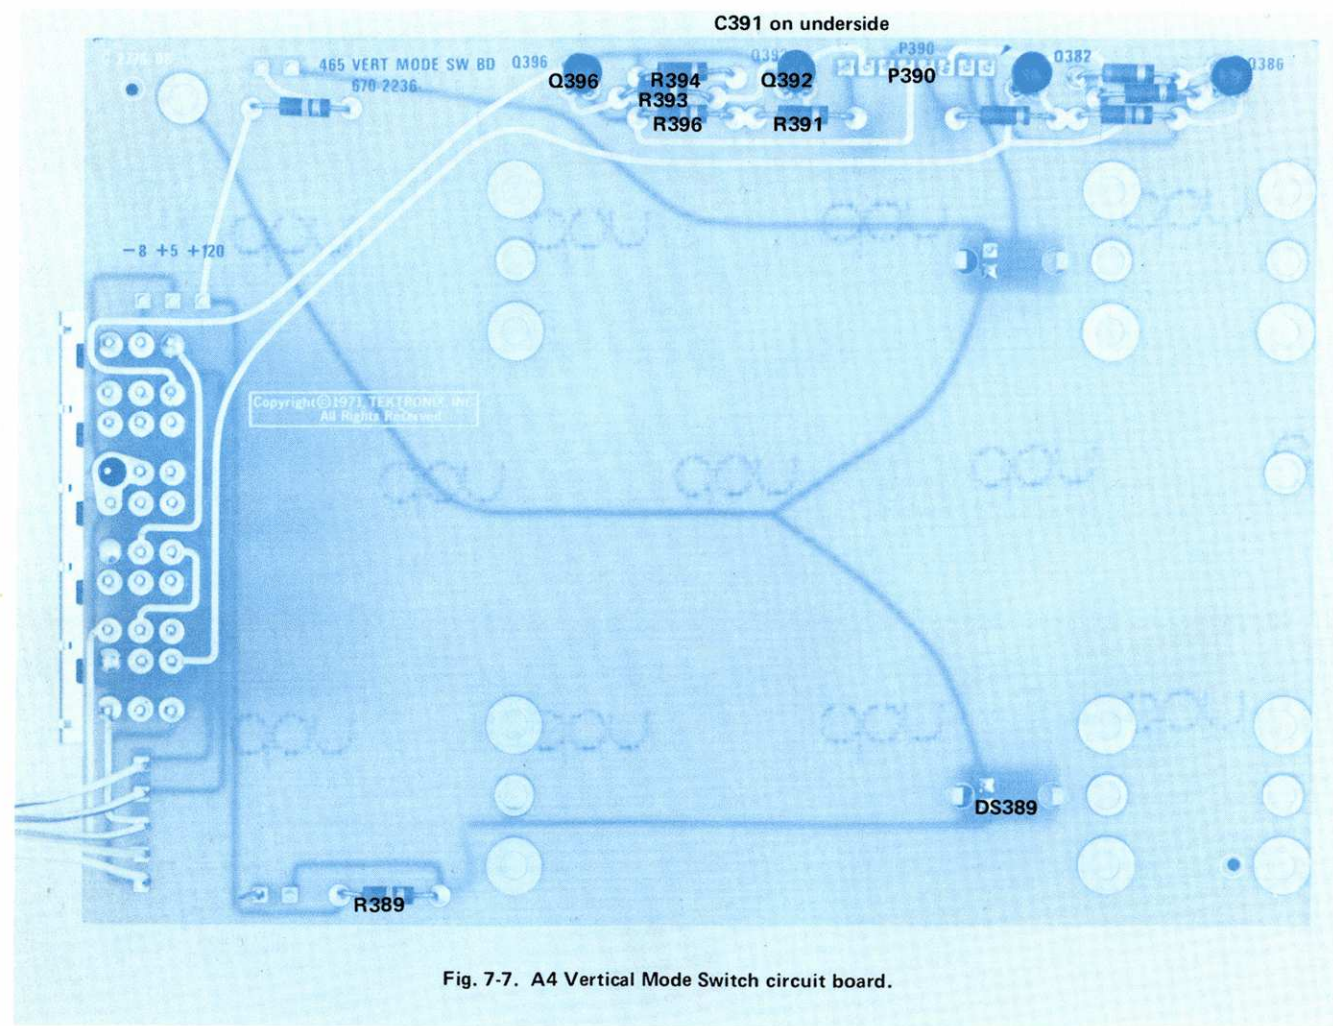 C391 on underside
465 VERT MODE SW BD
670-2236-
Q396
Q392
P390
Q382
Q386
Q396
R394
Q392
P390
R393
R396
R391
-8 +5 +120
Copyright © 1973, TEKTRONIX, INC.
All Rights Reserved
DS389
R389
Fig. 7-7. A4 Vertical Mode Switch circuit board.